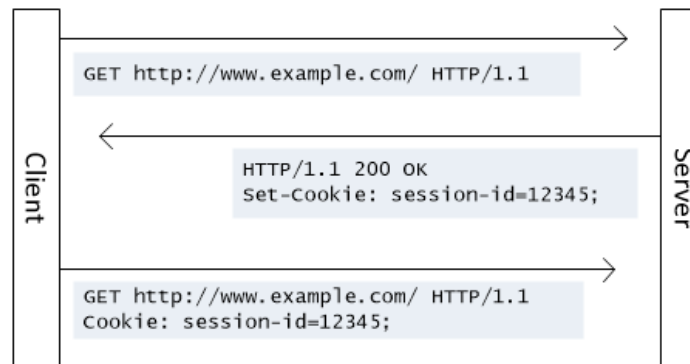 Client
Server
GET http://www.example.com/ HTTP/1.1
HTTP/1.1 200 OK
Set-Cookie: session-id=12345;
GET http://www.example.com/ HTTP/1.1
Cookie: session-id=12345;